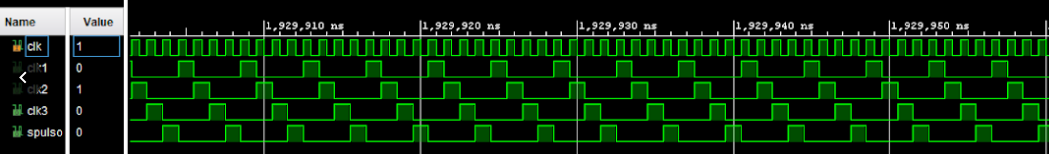 Name Value
1,929,910 ns 1,929,920 ns 1,929,930 ns 1,929,940 ns 1,929,950 ns
clk 1
clk1 0
clk2 1
clk3 0
spulso 0